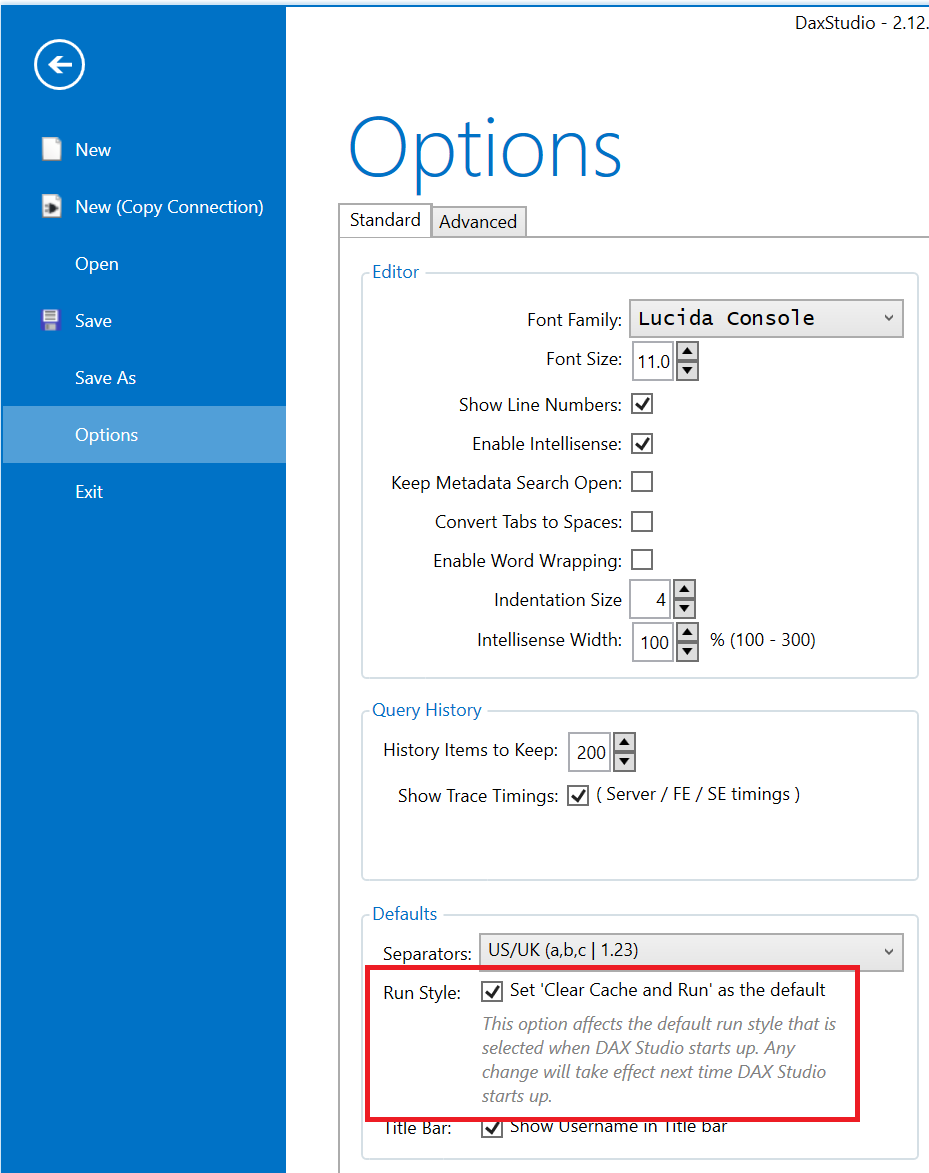 DaxStudio - 2.12.
New
New (Copy Connection)
Open
Save
Save As
Options
Exit
Options
Standard
Advanced
Editor
Font Family: Lucida Console
Font Size: 11.0
Show Line Numbers:
Enable Intellisense:
Keep Metadata Search Open:
Convert Tabs to Spaces:
Enable Word Wrapping:
Indentation Size 4
Intellisense Width: 100 % (100 - 300)
Query History
History Items to Keep: 200
Show Trace Timings: ( Server / FE / SE timings )
Defaults
Separators: US/UK (a,b,c | 1.23)
Run Style: Set 'Clear Cache and Run' as the default
This option affects the default run style that is
selected when DAX Studio starts up. Any
change will take effect next time DAX Studio
starts up.
Title Bar: Show Username in Title bar